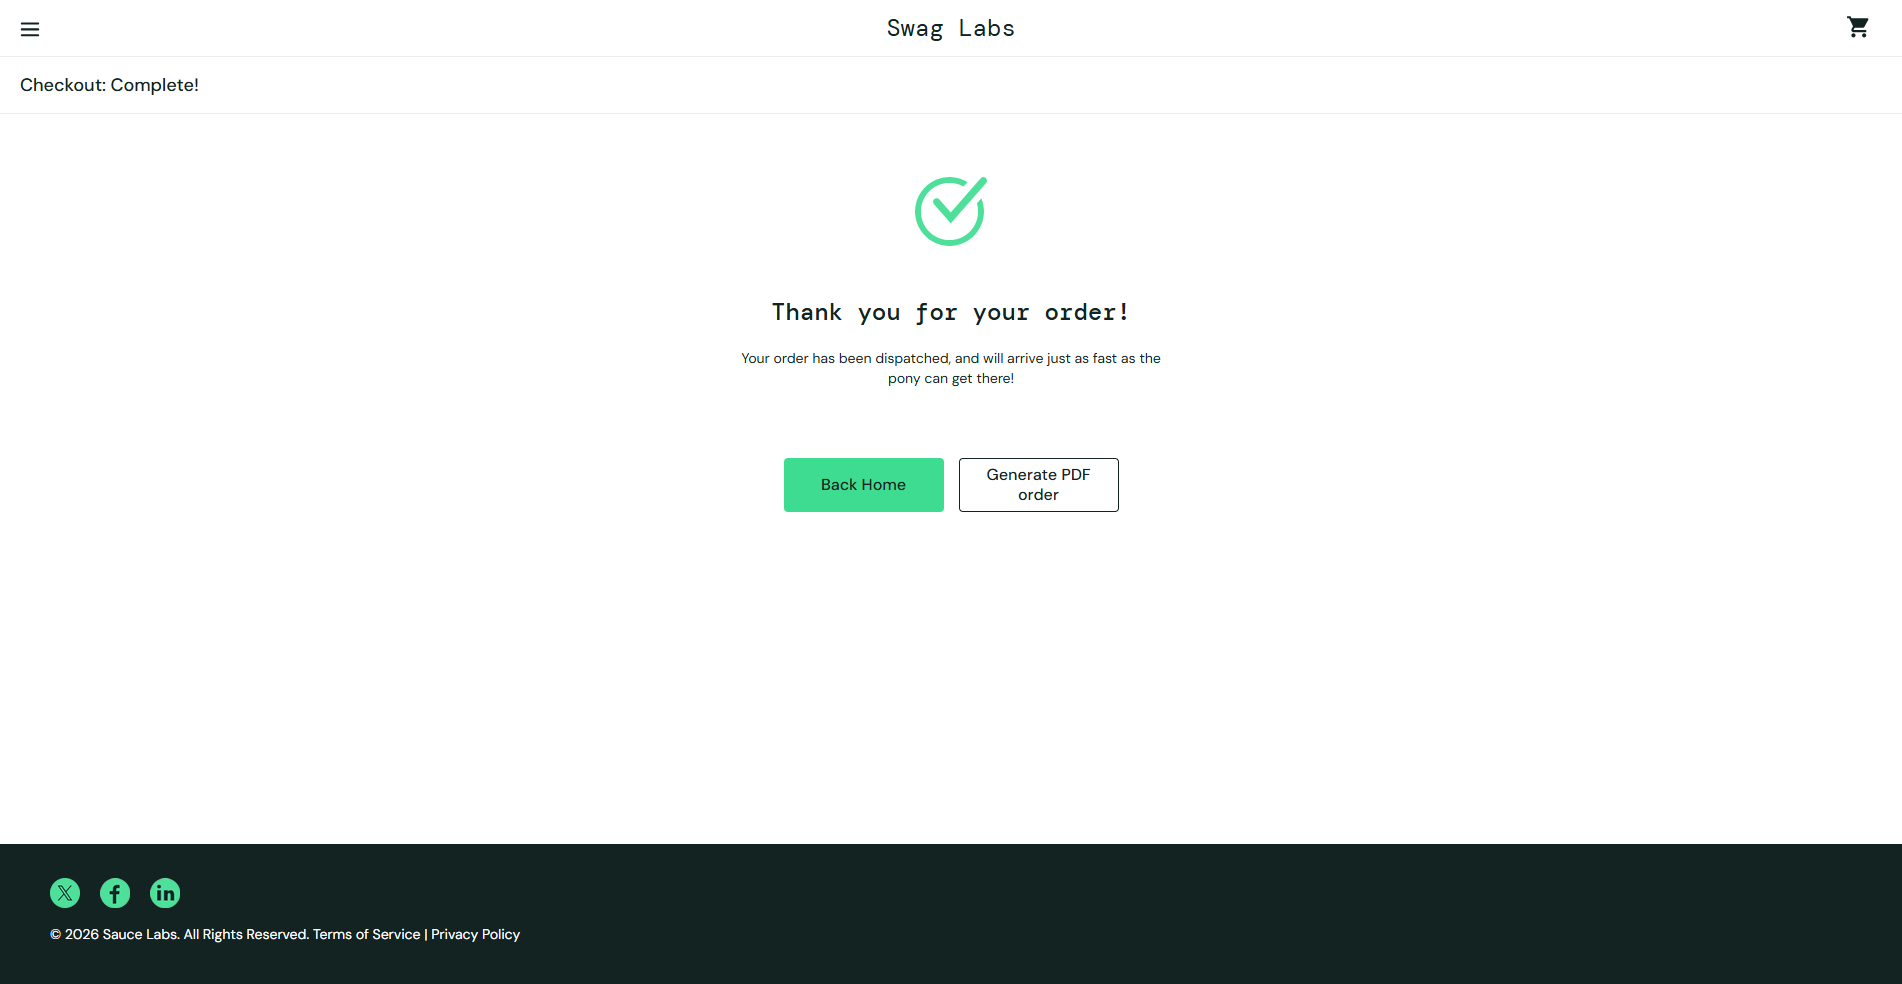 Swag Labs
Checkout: Complete!
Thank you for your order!
Your order has been dispatched, and will arrive just as fast as the
pony can get there!
Back Home
Generate PDF
order
© 2026 Sauce Labs. All Rights Reserved. Terms of Service | Privacy Policy